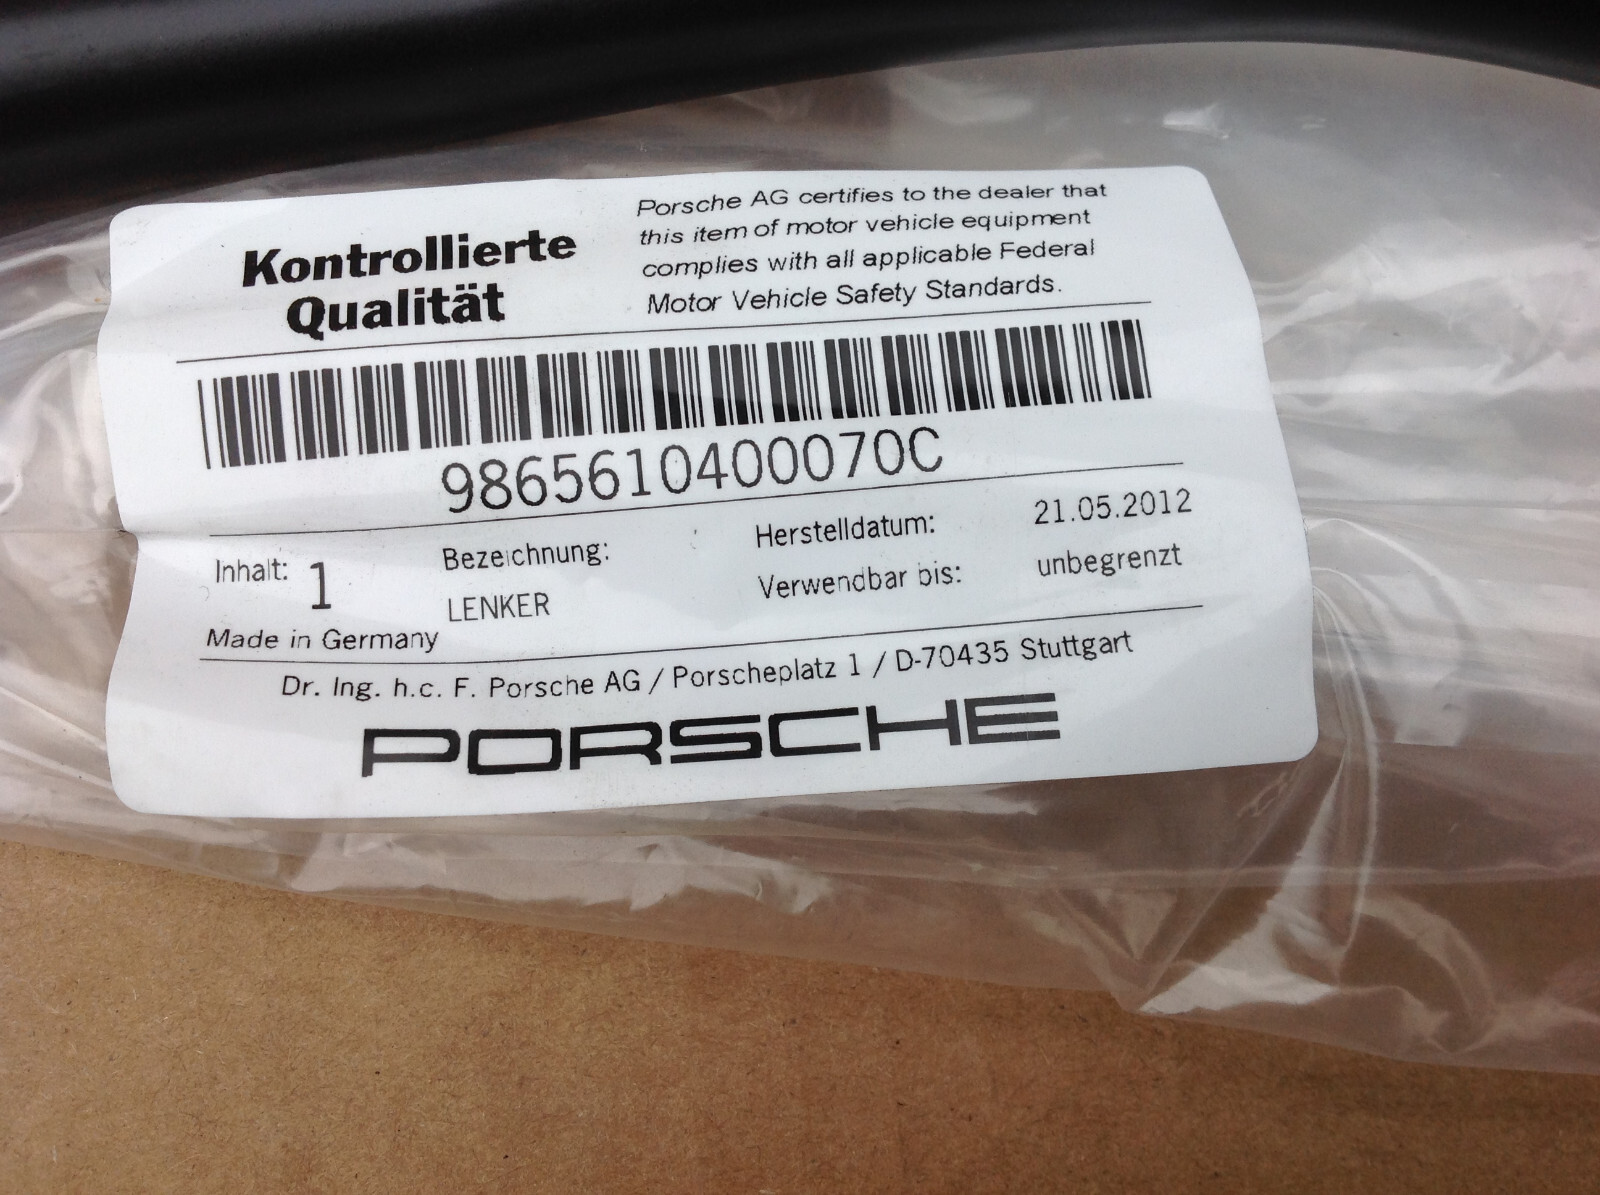 Kontrollierte
Qualität
Porsche AG certifies to the dealer that
this item of motor vehicle equipment
complies with all applicable Federal
Motor Vehicle Safety Standards.
9865610400070C
Inhalt: 1
Bezeichnung:
LENKER
Herstelldatum: 21.05.2012
Verwendbar bis: unbegrenzt
Made in Germany
Dr. Ing. h.c. F. Porsche AG / Porscheplatz 1 / D-70435 Stuttgart
PORSCHE